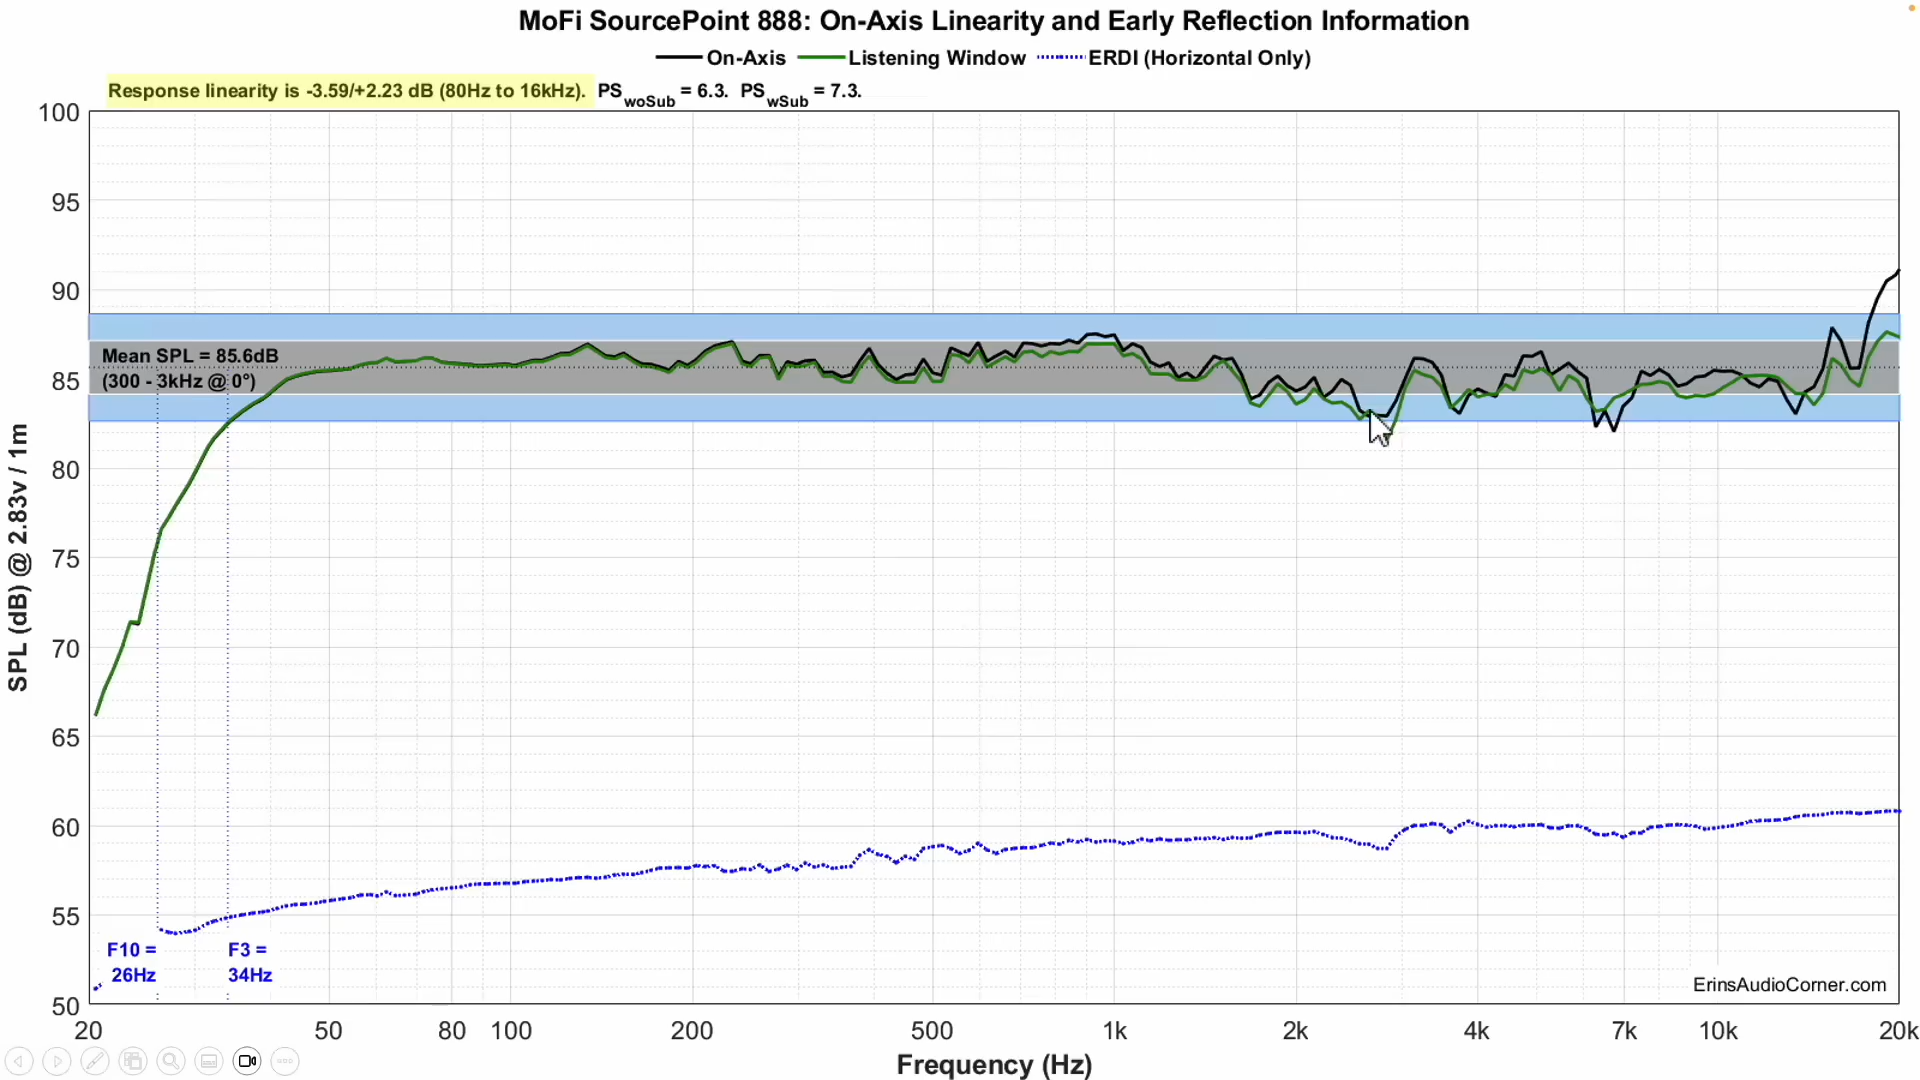 MoFi SourcePoint 888: On-Axis Linearity and Early Reflection Information
On-Axis Listening Window ERDI (Horizontal Only)
Response linearity is -3.59/+2.23 dB (80Hz to 16kHz). PSwoSub = 6.3. PSwSub = 7.3.
100
95
90
85
80
75
70
65
60
55
50
SPL (dB) @ 2.83v / 1m
Mean SPL = 85.6dB
(300 - 3kHz @ 0°)
F10 =
26Hz
F3 =
34Hz
ErinsAudioCorner.com
20 50 80 100 200 500 1k 2k 4k 7k 10k 20k
Frequency (Hz)